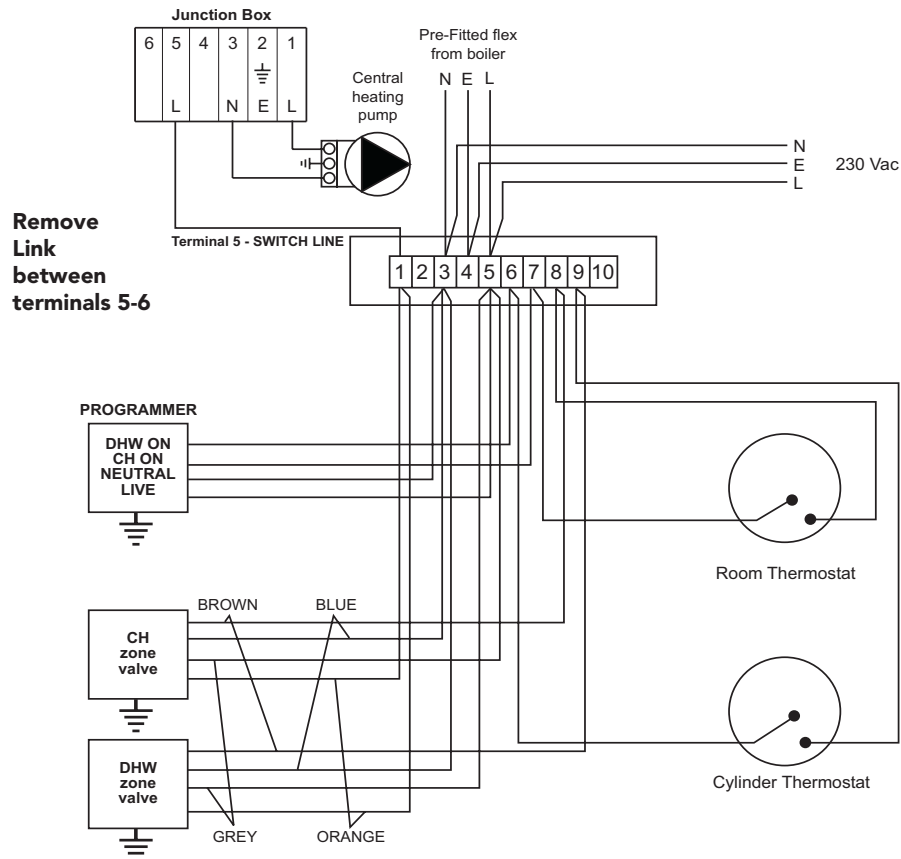 Junction Box
6 5 4 3 2 1
L N E L
Central
heating
pump
Pre-Fitted flex
from boiler
N E L
N
E
L
230 Vac
Remove
Link
between
terminals 5-6
Terminal 5 - SWITCH LINE
1 2 3 4 5 6 7 8 9 10
PROGRAMMER
DHW ON
CH ON
NEUTRAL
LIVE
Room Thermostat
BROWN BLUE
CH
zone
valve
DHW
zone
valve
GREY ORANGE
Cylinder Thermostat